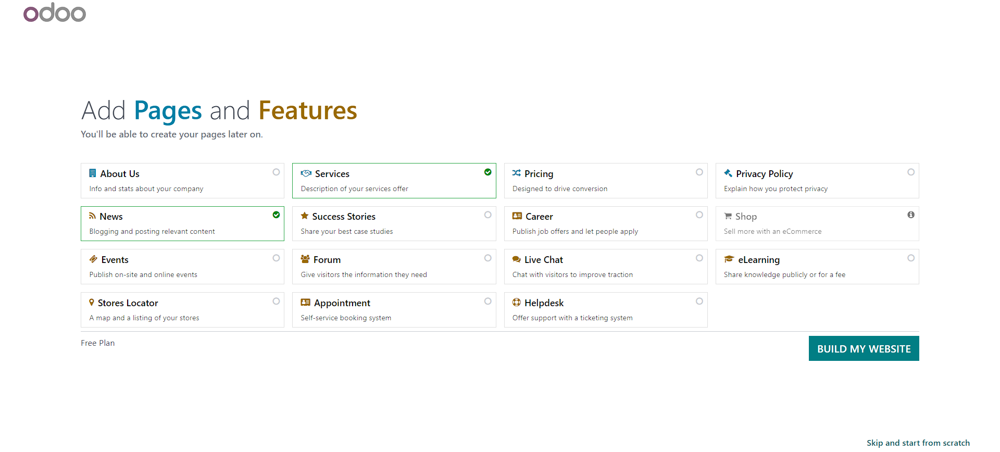 odoo
Add Pages and Features
You'll be able to create your pages later on.
About Us
Info and stats about your company
Services
Description of your services offer
Pricing
Designed to drive conversion
Privacy Policy
Explain how you protect privacy
News
Blogging and posting relevant content
Success Stories
Share your best case studies
Career
Publish job offers and let people apply
Shop
Sell more with an eCommerce
Events
Publish on-site and online events
Forum
Give visitors the information they need
Live Chat
Chat with visitors to improve traction
eLearning
Share knowledge publicly or for a fee
Stores Locator
A map and a listing of your stores
Appointment
Self-service booking system
Helpdesk
Offer support with a ticketing system
Free Plan
BUILD MY WEBSITE
Skip and start from scratch